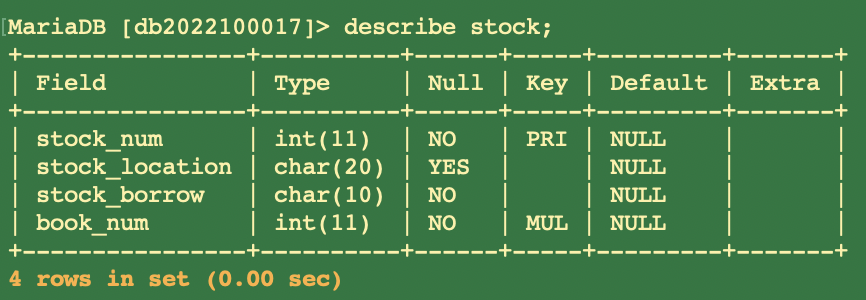 MariaDB [db2022100017]> describe stock;
+----------------+----------+------+-----+---------+-------+
| Field          | Type     | Null | Key | Default | Extra |
+----------------+----------+------+-----+---------+-------+
| stock_num      | int(11)  | NO   | PRI | NULL    |       |
| stock_location | char(20) | YES  |     | NULL    |       |
| stock_borrow   | char(10) | NO   |     | NULL    |       |
| book_num       | int(11)  | NO   | MUL | NULL    |       |
+----------------+----------+------+-----+---------+-------+
4 rows in set (0.00 sec)